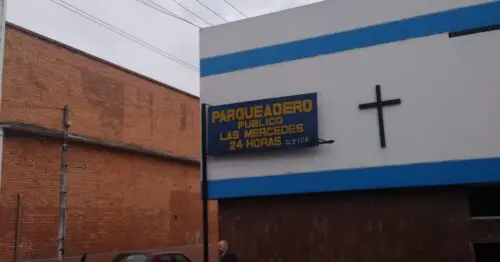 PARQUEADERO
PUBLICO
LAS MERCEDES
24 HORAS